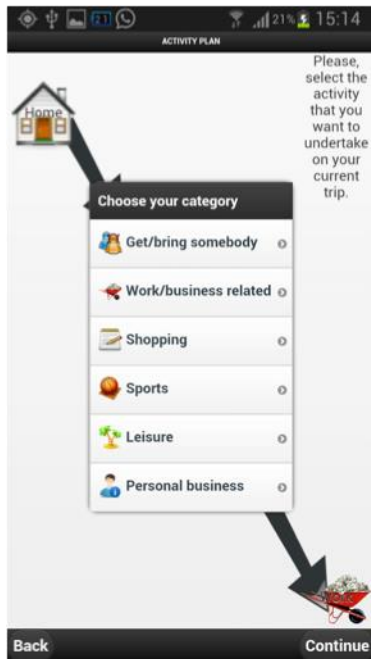 21% 15:14
ACTIVITY PLAN
Please,
select the
activity
that you
want to
undertake
on your
current
trip.
Home
Choose your category
Get/bring somebody
Work/business related
Shopping
Sports
Leisure
Personal business
Back
Continue